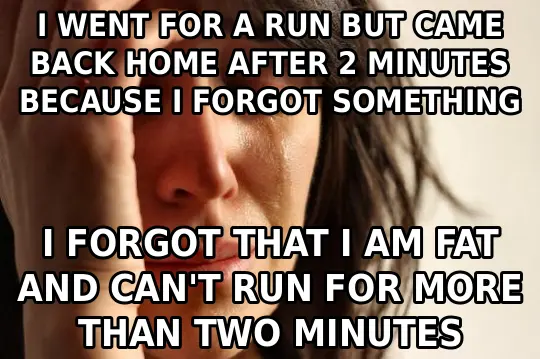 I WENT FOR A RUN BUT CAME
BACK HOME AFTER 2 MINUTES
BECAUSE I FORGOT SOMETHING
I FORGOT THAT I AM FAT
AND CAN'T RUN FOR MORE
THAN TWO MINUTES